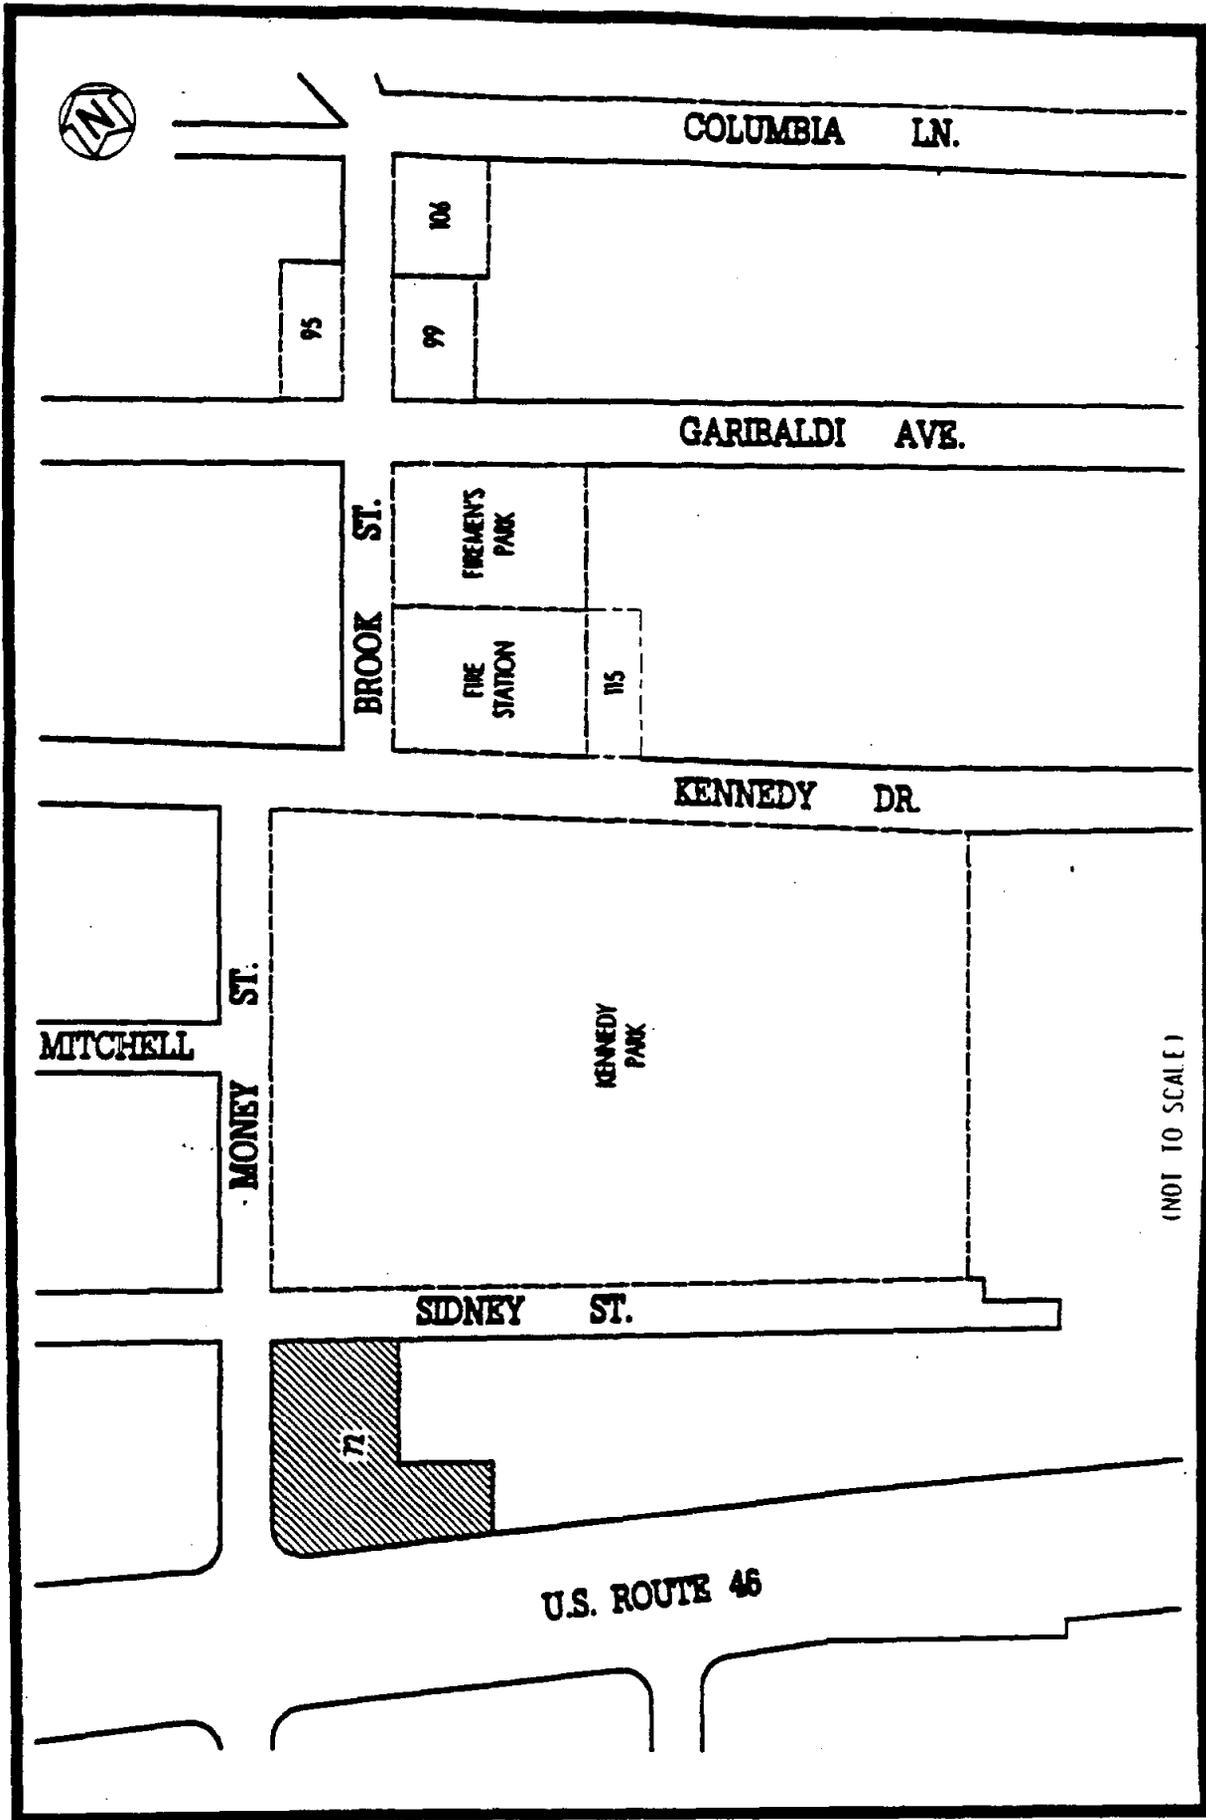 N
COLUMBIA LN.
106
95
99
GARIBALDI AVE.
BROOK ST.
FIREMEN'S
PARK
FIRE
STATION
115
KENNEDY DR.
MITCHELL
MONEY ST.
KENNEDY
PARK
(NOT TO SCALE)
SIDNEY ST.
72
U.S. ROUTE 46